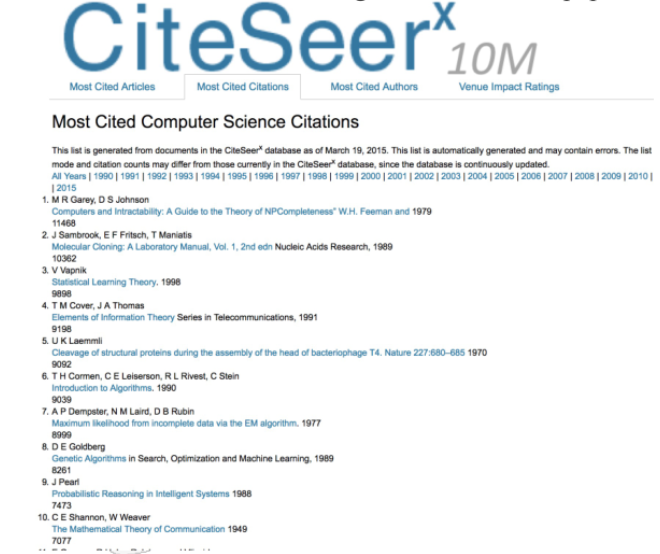 CiteSeerX 10M
Most Cited Articles Most Cited Citations Most Cited Authors Venue Impact Ratings
Most Cited Computer Science Citations
This list is generated from documents in the CiteSeerX database as of March 19, 2015. This list is automatically generated and may contain errors. The list
mode and citation counts may differ from those currently in the CiteSeerX database, since the database is continuously updated.
All Years | 1990 | 1991 | 1992 | 1993 | 1994 | 1995 | 1996 | 1997 | 1998 | 1999 | 2000 | 2001 | 2002 | 2003 | 2004 | 2005 | 2006 | 2007 | 2008 | 2009 | 2010 |
| 2015
1. M R Garey, D S Johnson
Computers and Intractability: A Guide to the Theory of NPCompleteness" W.H. Feeman and 1979
11468
2. J Sambrook, E F Fritsch, T Maniatis
Molecular Cloning: A Laboratory Manual, Vol. 1, 2nd edn Nucleic Acids Research, 1989
10362
3. V Vapnik
Statistical Learning Theory. 1998
9898
4. T M Cover, J A Thomas
Elements of Information Theory Series in Telecommunications, 1991
9198
5. U K Laemmli
Cleavage of structural proteins during the assembly of the head of bacteriophage T4. Nature 227:680–685 1970
9092
6. T H Cormen, C E Leiserson, R L Rivest, C Stein
Introduction to Algorithms. 1990
9039
7. A P Dempster, N M Laird, D B Rubin
Maximum likelihood from incomplete data via the EM algorithm. 1977
8999
8. D E Goldberg
Genetic Algorithms in Search, Optimization and Machine Learning, 1989
8261
9. J Pearl
Probabilistic Reasoning in Intelligent Systems 1988
7473
10. C E Shannon, W Weaver
The Mathematical Theory of Communication 1949
7077